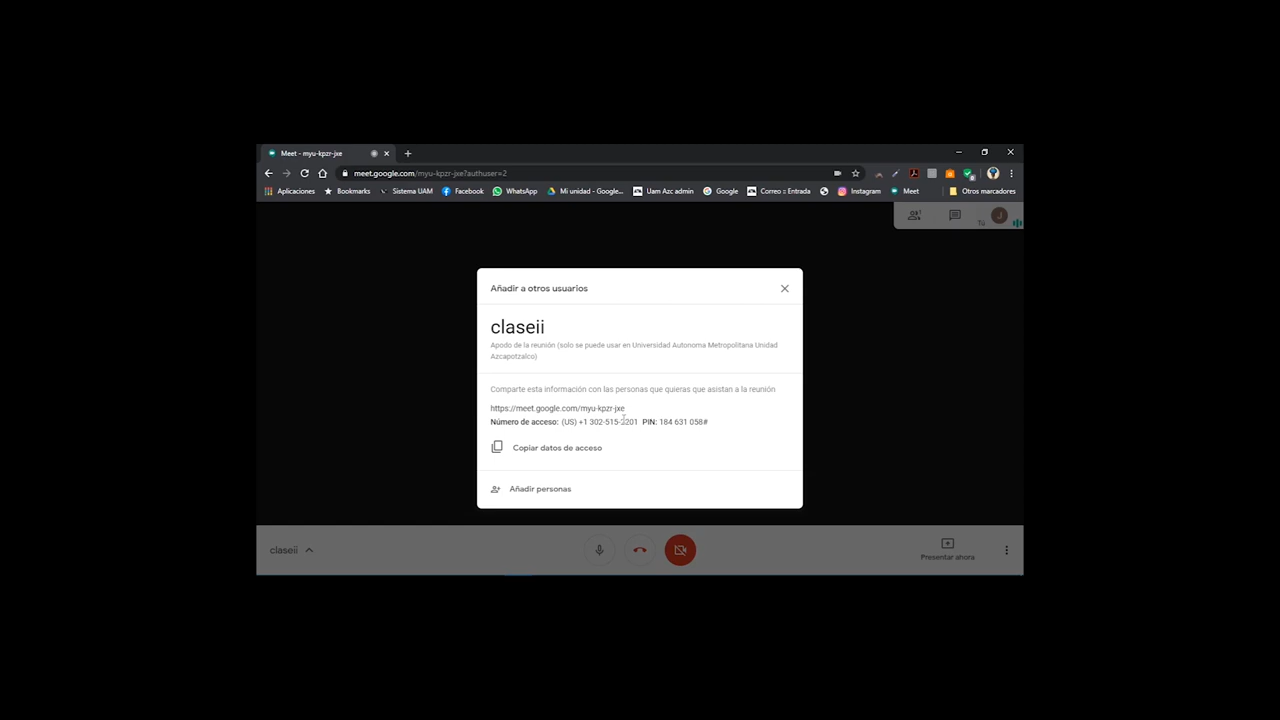 Meet - myu-kpzr-jxe
meet.google.com/myu-kpzr-jxe?authuser=2
Aplicaciones Bookmarks Sistema UAM Facebook WhatsApp Mi unidad - Google... Uam Azc admin Google Correo :: Entrada Instagram Meet Otros marcadores
J
Añadir a otros usuarios
claseii
Apodo de la reunión (solo se puede usar en Universidad Autonoma Metropolitana Unidad
Azcapotzalco)
Comparte esta información con las personas que quieras que asistan a la reunión
https://meet.google.com/myu-kpzr-jxe
Número de acceso: (US) +1 302-515-2201 PIN: 184 631 058#
Copiar datos de acceso
Añadir personas
claseii
Presentar ahora